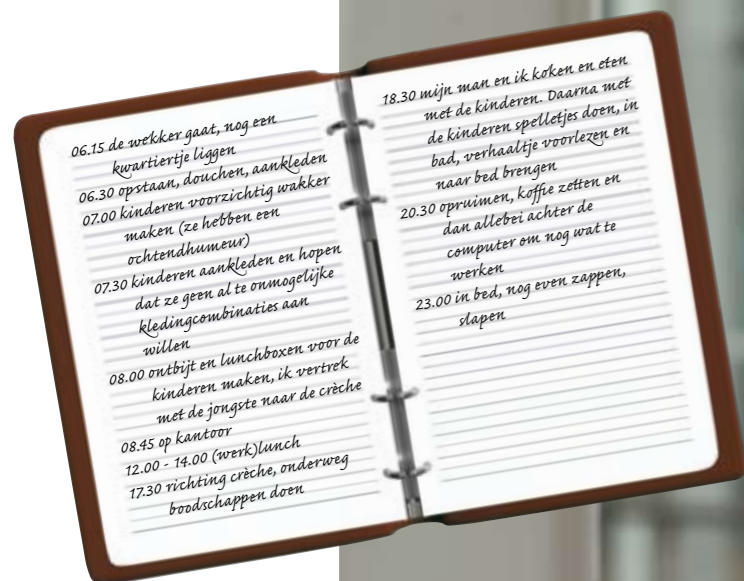 06.15 de wekker gaat, nog een
kwartiertje liggen
06.30 opstaan, douchen, aankleden
07.00 kinderen voorzichtig wakker
maken (ze hebben een
ochtendhumeur)
07.30 kinderen aankleden en hopen
dat ze geen al te onmogelijke
kledingcombinaties aan
willen
08.00 ontbijt en lunchboxen voor de
kinderen maken, ik vertrek
met de jongste naar de crèche
08.45 op kantoor
12.00 - 14.00 (werk)lunch
17.30 richting crèche, onderweg
boodschappen doen
18.30 mijn man en ik koken en eten
met de kinderen. Daarna met
de kinderen spelletjes doen, in
bad, verhaaltje voorlezen en
naar bed brengen
20.30 opruimen, koffie zetten en
dan allebei achter de
computer om nog wat te
werken
23.00 in bed, nog even zappen,
slapen